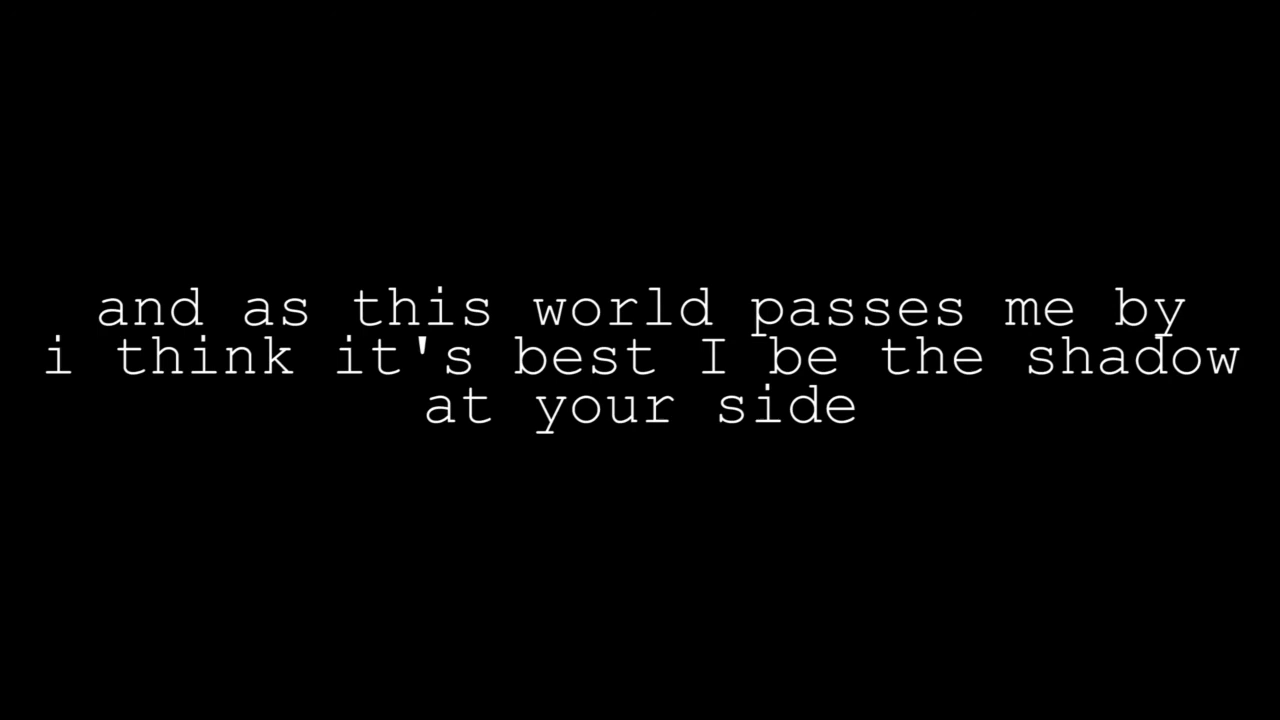 and as this world passes me by
i think it's best I be the shadow
at your side